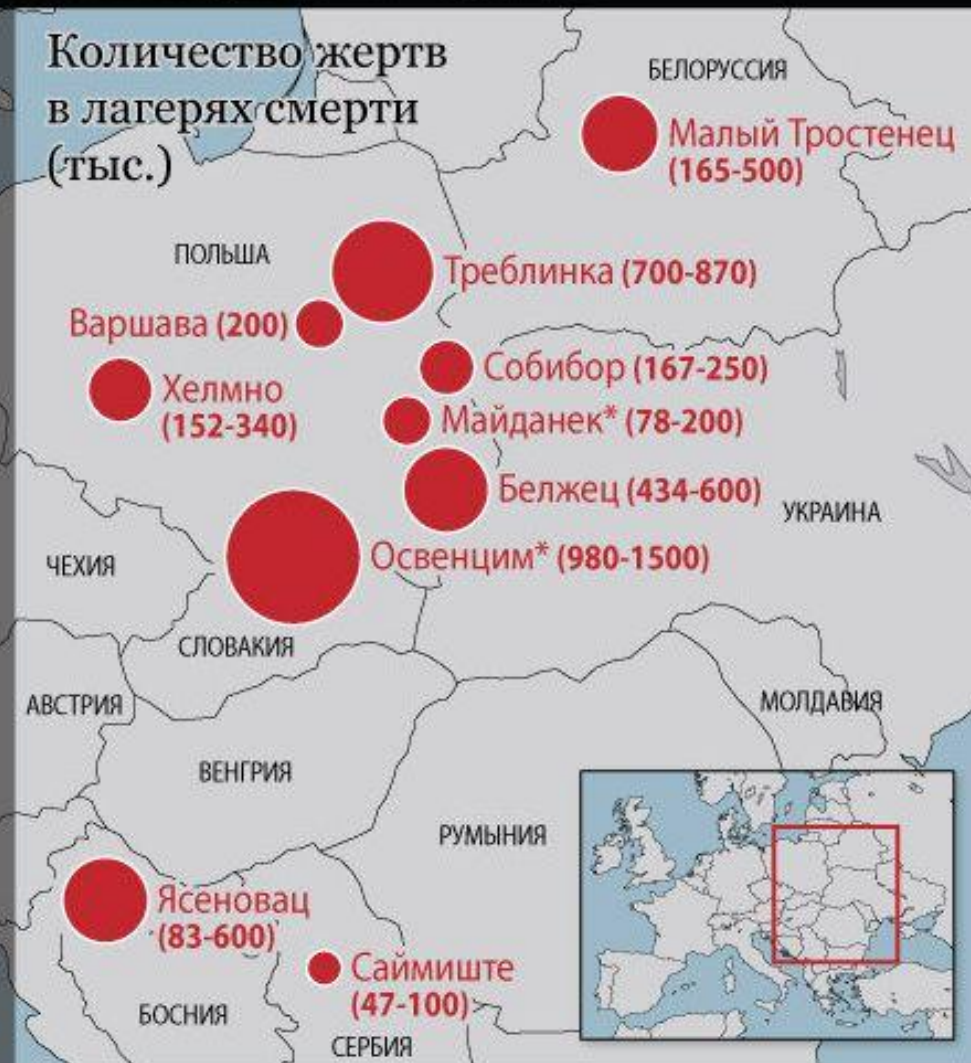 Количество жертв
в лагерях смерти
(тыс.)
БЕЛОРУССИЯ
Малый Тростенец
(165-500)
ПОЛЬША
Треблинка (700-870)
Варшава (200)
Собибор (167-250)
Хелмно
(152-340)
Майданек* (78-200)
Белжец (434-600)
УКРАИНА
Освенцим* (980-1500)
ЧЕХИЯ
СЛОВАКИЯ
АВСТРИЯ
МОЛДАВИЯ
ВЕНГРИЯ
РУМЫНИЯ
Ясеновац
(83-600)
Саймиште
(47-100)
БОСНИЯ
СЕРБИЯ